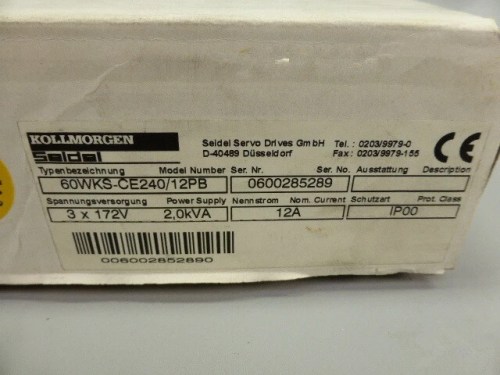 KOLLMORGEN
Seidel
Seidel Servo Drives GmbH Tel. : 0203/9979-0
D-40489 Düsseldorf Fax : 0203/9979-155
CE
Typenbezeichnung Model Number Ser. Nr. Ser. No. Ausstattung Description
60WKS-CE240/12PB 0600285289
Spannungsversorgung Power Supply Nennstrom Nom. Current Schutzart Prot. Class
3 x 172V 2,0kVA 12A IP00
006002852890